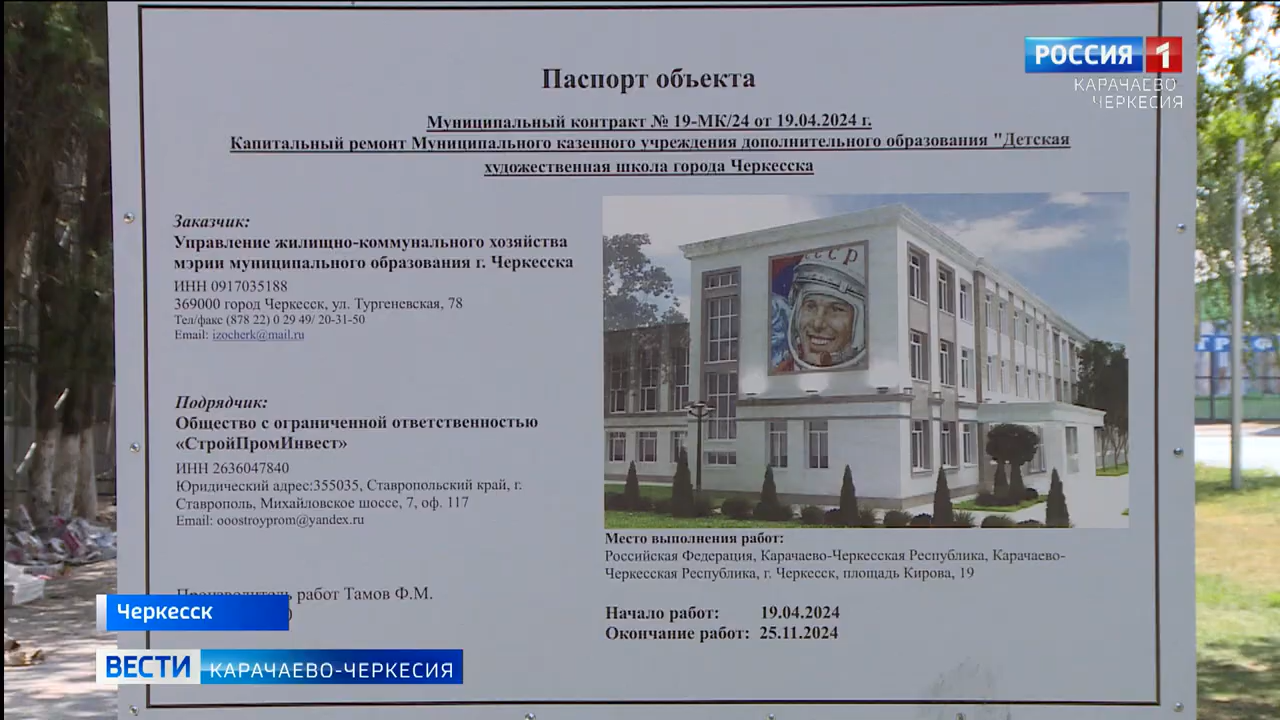 РОССИЯ 1
КАРАЧАЕВО
ЧЕРКЕСИЯ
Паспорт объекта
Муниципальный контракт № 19-МК/24 от 19.04.2024 г.
Капитальный ремонт Муниципального казенного учреждения дополнительного образования "Детская
художественная школа города Черкесска
Заказчик:
Управление жилищно-коммунального хозяйства
мэрии муниципального образования г. Черкесска
ИНН 0917035188
369000 город Черкесск, ул. Тургеневская, 78
Тел/факс (878 22) 0 29 49/ 20-31-50
Email: izocherk@mail.ru
Подрядчик:
Общество с ограниченной ответственностью
«СтройПромИнвест»
ИНН 2636047840
Юридический адрес:355035, Ставропольский край, г.
Ставрополь, Михайловское шоссе, 7, оф. 117
Email: ooostroyprom@yandex.ru
Производитель работ Тамов Ф.М.
СССР
Место выполнения работ:
Российская Федерация, Карачаево-Черкесская Республика, Карачаево-
Черкесская Республика, г. Черкесск, площадь Кирова, 19
Начало работ: 19.04.2024
Окончание работ: 25.11.2024
Черкесск
ВЕСТИ КАРАЧАЕВО-ЧЕРКЕСИЯ